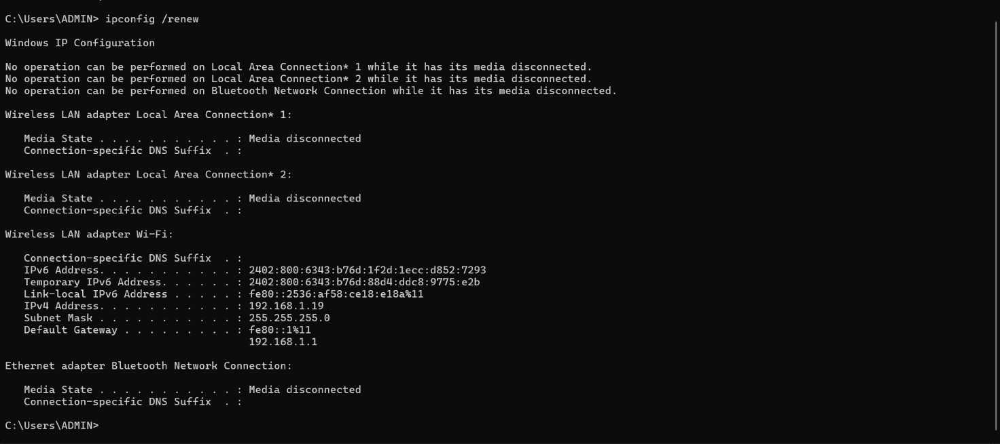 C:\Users\ADMIN> ipconfig /renew
Windows IP Configuration
No operation can be performed on Local Area Connection* 1 while it has its media disconnected.
No operation can be performed on Local Area Connection* 2 while it has its media disconnected.
No operation can be performed on Bluetooth Network Connection while it has its media disconnected.
Wireless LAN adapter Local Area Connection* 1:
   Media State . . . . . . . . . . . : Media disconnected
   Connection-specific DNS Suffix  . :
Wireless LAN adapter Local Area Connection* 2:
   Media State . . . . . . . . . . . : Media disconnected
   Connection-specific DNS Suffix  . :
Wireless LAN adapter Wi-Fi:
   Connection-specific DNS Suffix  . :
   IPv6 Address. . . . . . . . . . . : 2402:800:6343:b76d:1f2d:1ecc:d852:7293
   Temporary IPv6 Address. . . . . . : 2402:800:6343:b76d:88d4:ddc8:9775:e2b
   Link-local IPv6 Address . . . . . : fe80::2536:af58:ce18:e18a%11
   IPv4 Address. . . . . . . . . . . : 192.168.1.19
   Subnet Mask . . . . . . . . . . . : 255.255.255.0
   Default Gateway . . . . . . . . . : fe80::1%11
                                       192.168.1.1
Ethernet adapter Bluetooth Network Connection:
   Media State . . . . . . . . . . . : Media disconnected
   Connection-specific DNS Suffix  . :
C:\Users\ADMIN>